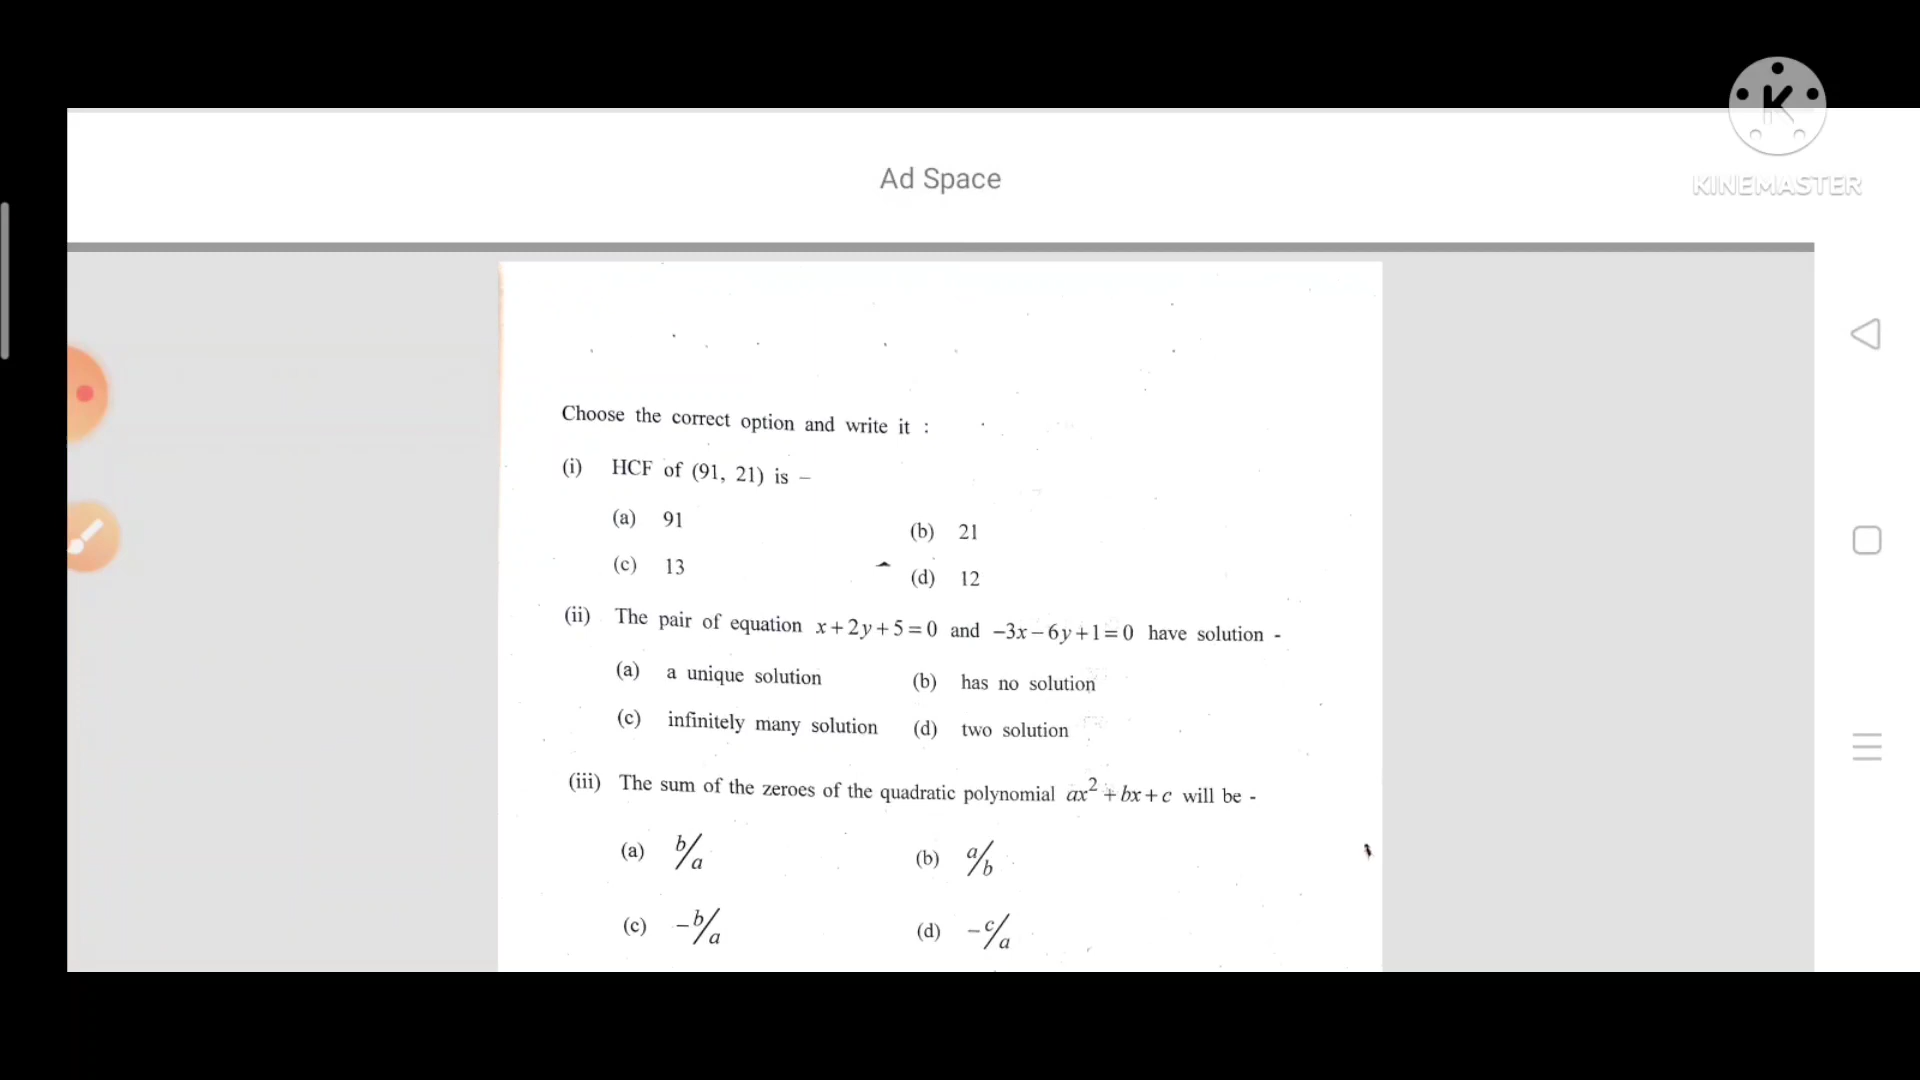 KINEMASTER
Ad Space
Choose the correct option and write it :
(i) HCF of (91, 21) is –
(a) 91 (b) 21
(c) 13 (d) 12
(ii) The pair of equation x+2y+5=0 and –3x–6y+1=0 have solution -
(a) a unique solution (b) has no solution
(c) infinitely many solution (d) two solution
(iii) The sum of the zeroes of the quadratic polynomial ax²+bx+c will be -
(a) b/a (b) a/b
(c) –b/a (d) –c/a